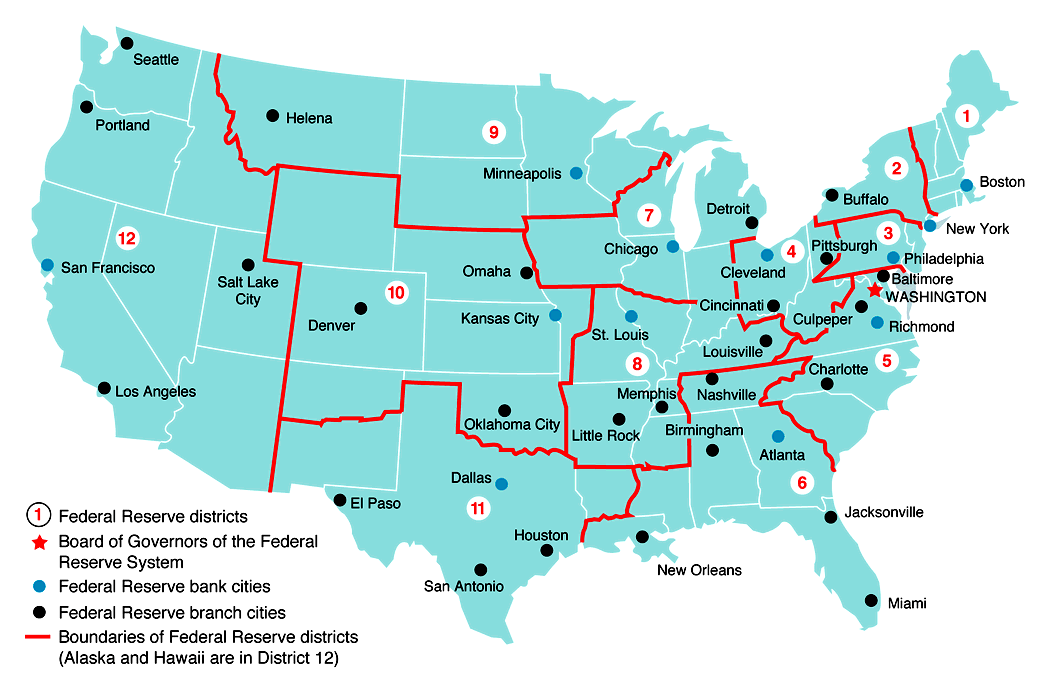 Seattle
Portland
Helena
9
1
Minneapolis
2
Boston
Buffalo
7
Detroit
New York
12
3
4
Pittsburgh
Chicago
Philadelphia
San Francisco
Cleveland
Omaha
Baltimore
Salt Lake
City
10
WASHINGTON
Cincinnati
Kansas City
Culpeper
Denver
Richmond
St. Louis
Louisville
8
5
Charlotte
Los Angeles
Memphis
Nashville
Oklahoma City
Little Rock
Birmingham
Atlanta
Dallas
6
El Paso
11
Jacksonville
Houston
New Orleans
San Antonio
Miami
1 Federal Reserve districts
Board of Governors of the Federal
Reserve System
Federal Reserve bank cities
Federal Reserve branch cities
Boundaries of Federal Reserve districts
(Alaska and Hawaii are in District 12)